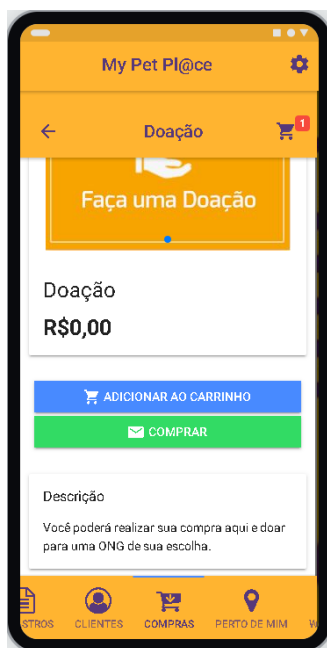 My Pet Pl@ce
Doação
1
Faça uma Doação
Doação
R$0,00
ADICIONAR AO CARRINHO
COMPRAR
Descrição
Você poderá realizar sua compra aqui e doar
para uma ONG de sua escolha.
STROS CLIENTES COMPRAS PERTO DE MIM W